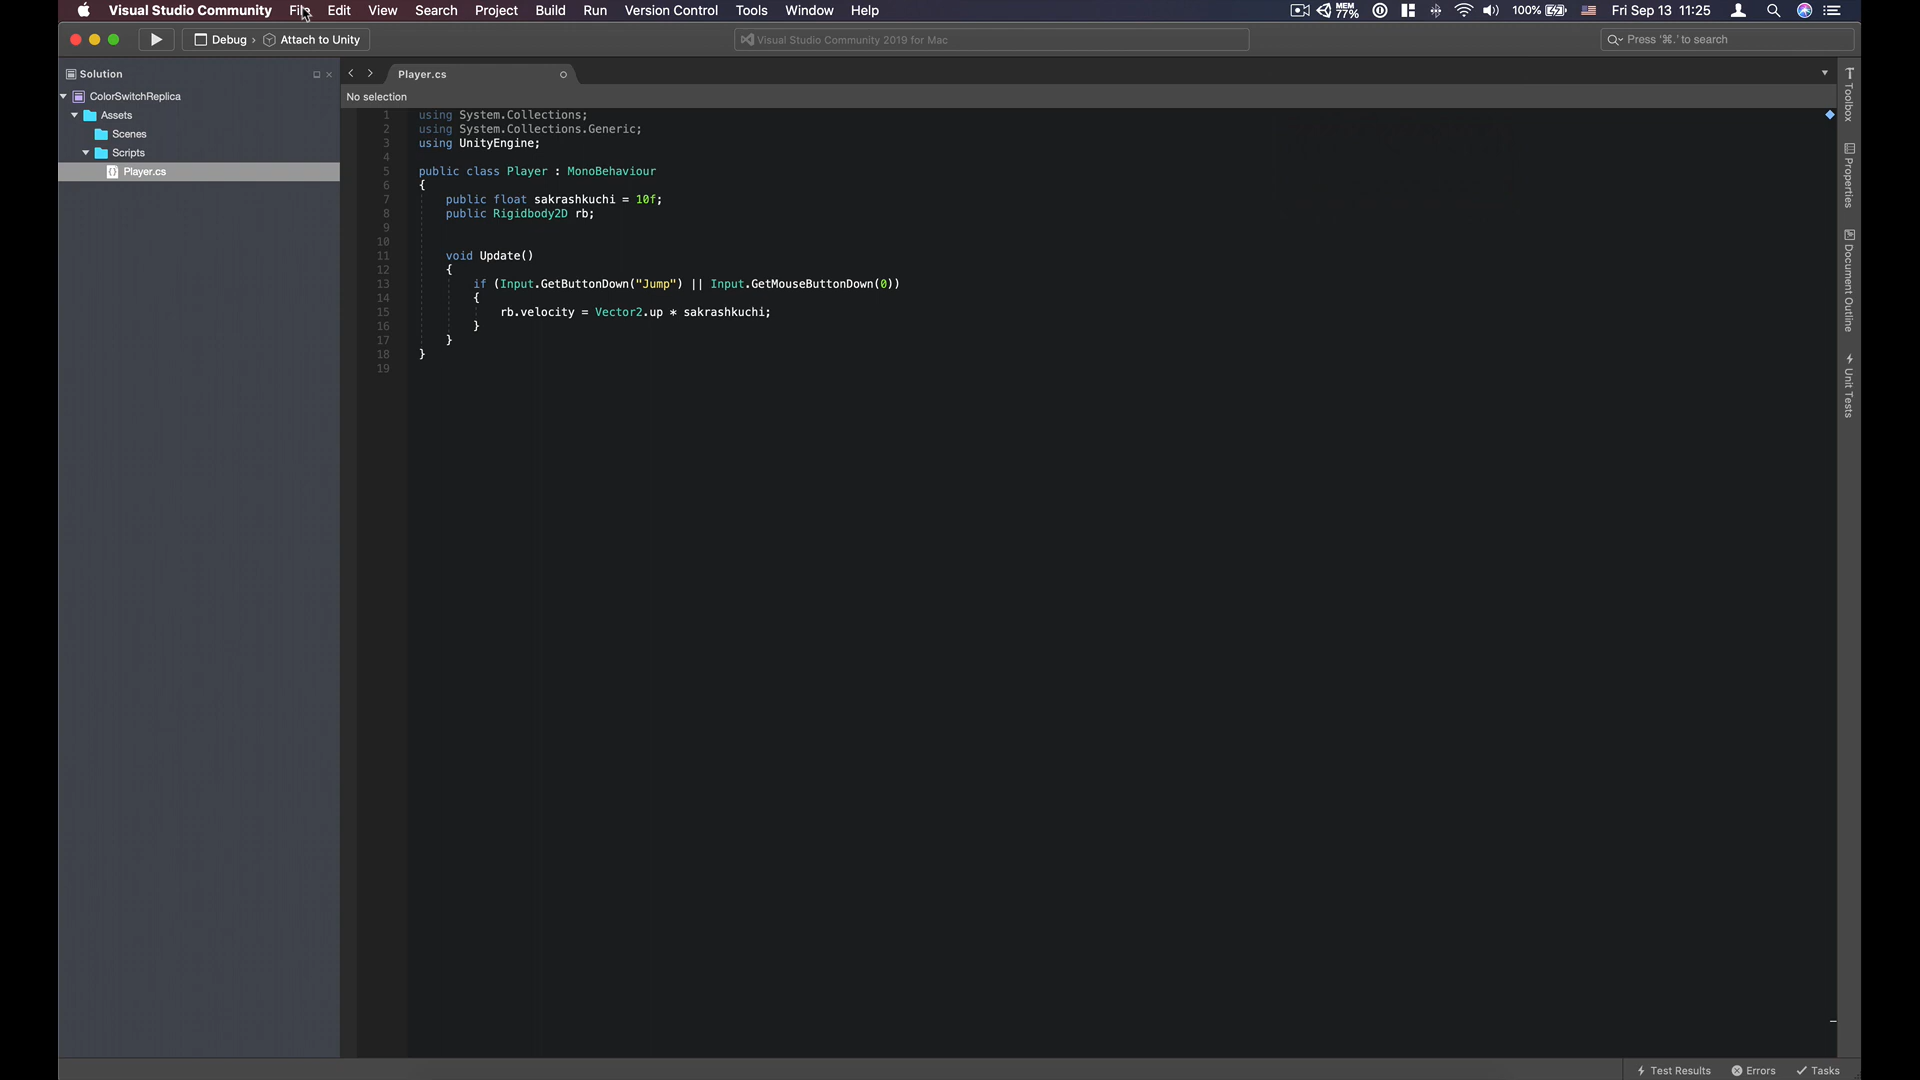 Visual Studio Community File Edit View Search Project Build Run Version Control Tools Window Help MEM 77% 100% Fri Sep 13 11:25
Debug › Attach to Unity Visual Studio Community 2019 for Mac Press '⌘.' to search
Solution
ColorSwitchReplica
Assets
Scenes
Scripts
Player.cs
Player.cs
No selection
1 using System.Collections;
2 using System.Collections.Generic;
3 using UnityEngine;
4
5 public class Player : MonoBehaviour
6 {
7 public float sakrashkuchi = 10f;
8 public Rigidbody2D rb;
9
10
11 void Update()
12 {
13 if (Input.GetButtonDown("Jump") || Input.GetMouseButtonDown(0))
14 {
15 rb.velocity = Vector2.up * sakrashkuchi;
16 }
17 }
18 }
19
Toolbox
Properties
Document Outline
Unit Tests
Test Results Errors Tasks